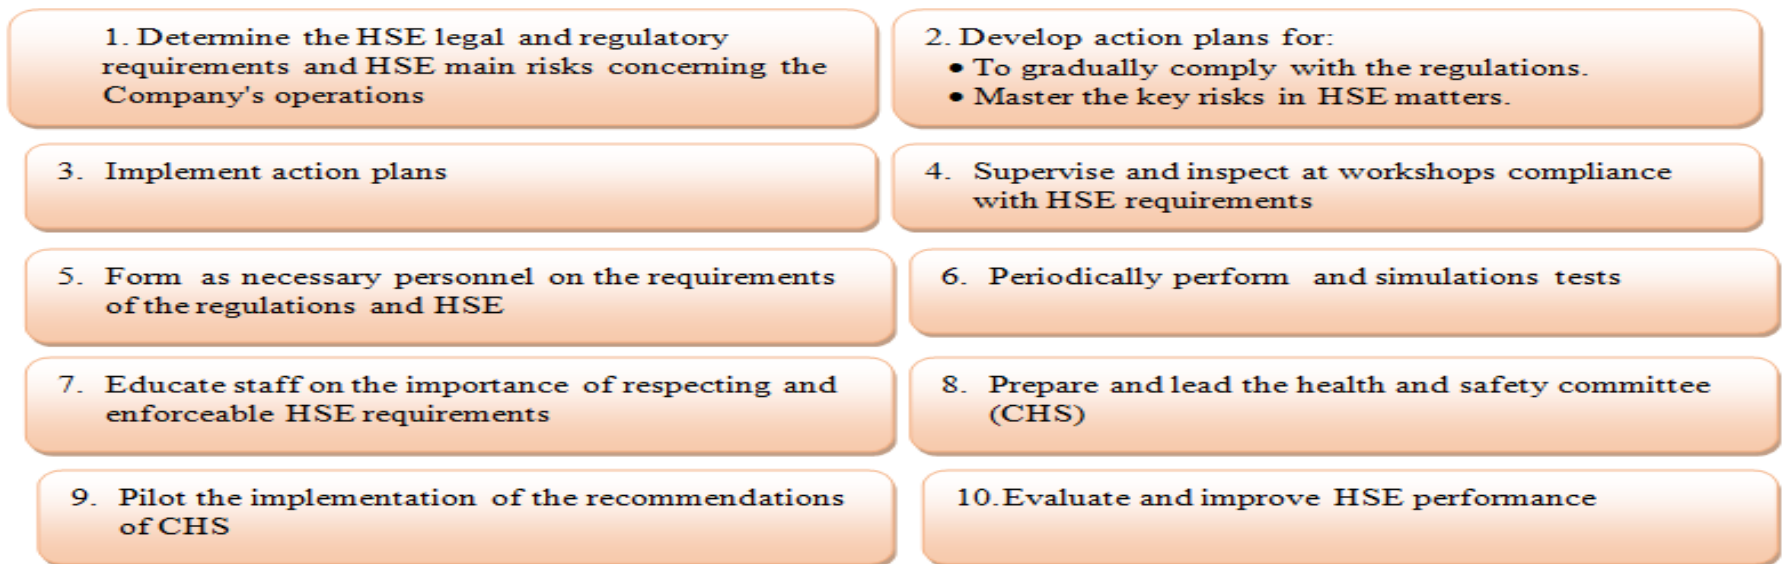 1. Determine the HSE legal and regulatory
requirements and HSE main risks concerning the
Company's operations
2. Develop action plans for:
• To gradually comply with the regulations.
• Master the key risks in HSE matters.
3. Implement action plans
4. Supervise and inspect at workshops compliance
with HSE requirements
5. Form as necessary personnel on the requirements
of the regulations and HSE
6. Periodically perform and simulations tests
7. Educate staff on the importance of respecting and
enforceable HSE requirements
8. Prepare and lead the health and safety committee
(CHS)
9. Pilot the implementation of the recommendations
of CHS
10.Evaluate and improve HSE performance